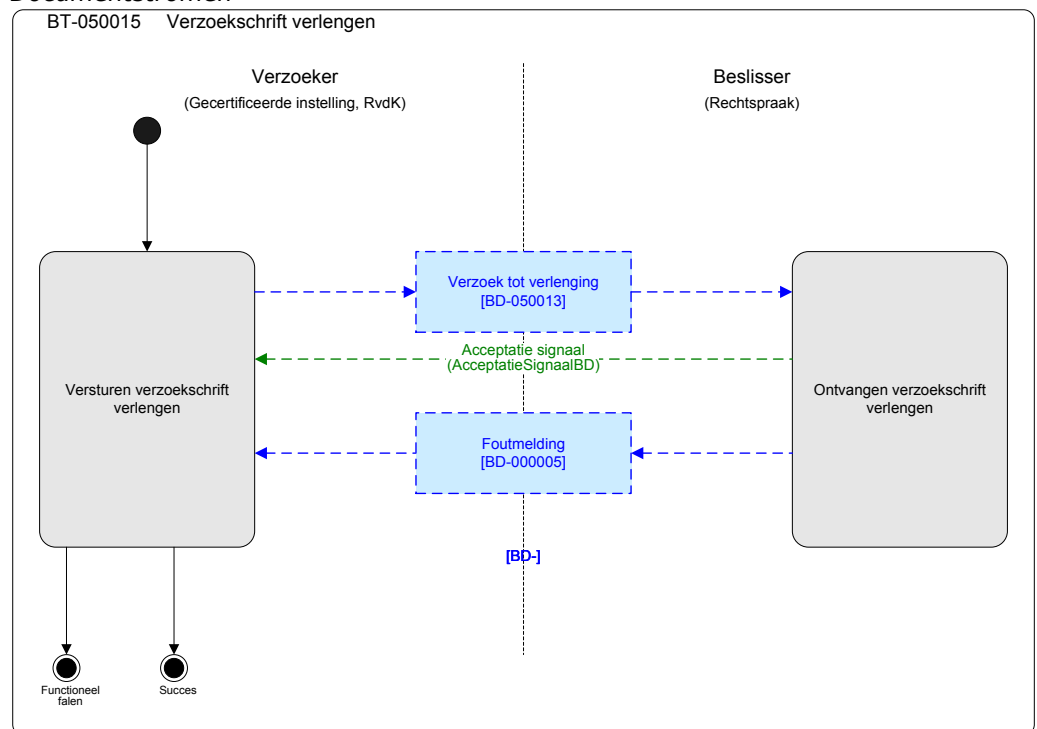 Documentstromen
BT-050015 Verzoekschrift verlengen
Verzoeker
(Gecertificeerde instelling, RvdK)
Beslisser
(Rechtspraak)
Verzoek tot verlenging
[BD-050013]
Acceptatie signaal
(AcceptatieSignaalBD)
Versturen verzoekschrift
verlengen
Ontvangen verzoekschrift
verlengen
Foutmelding
[BD-000005]
[BD-]
Functioneel
falen
Succes